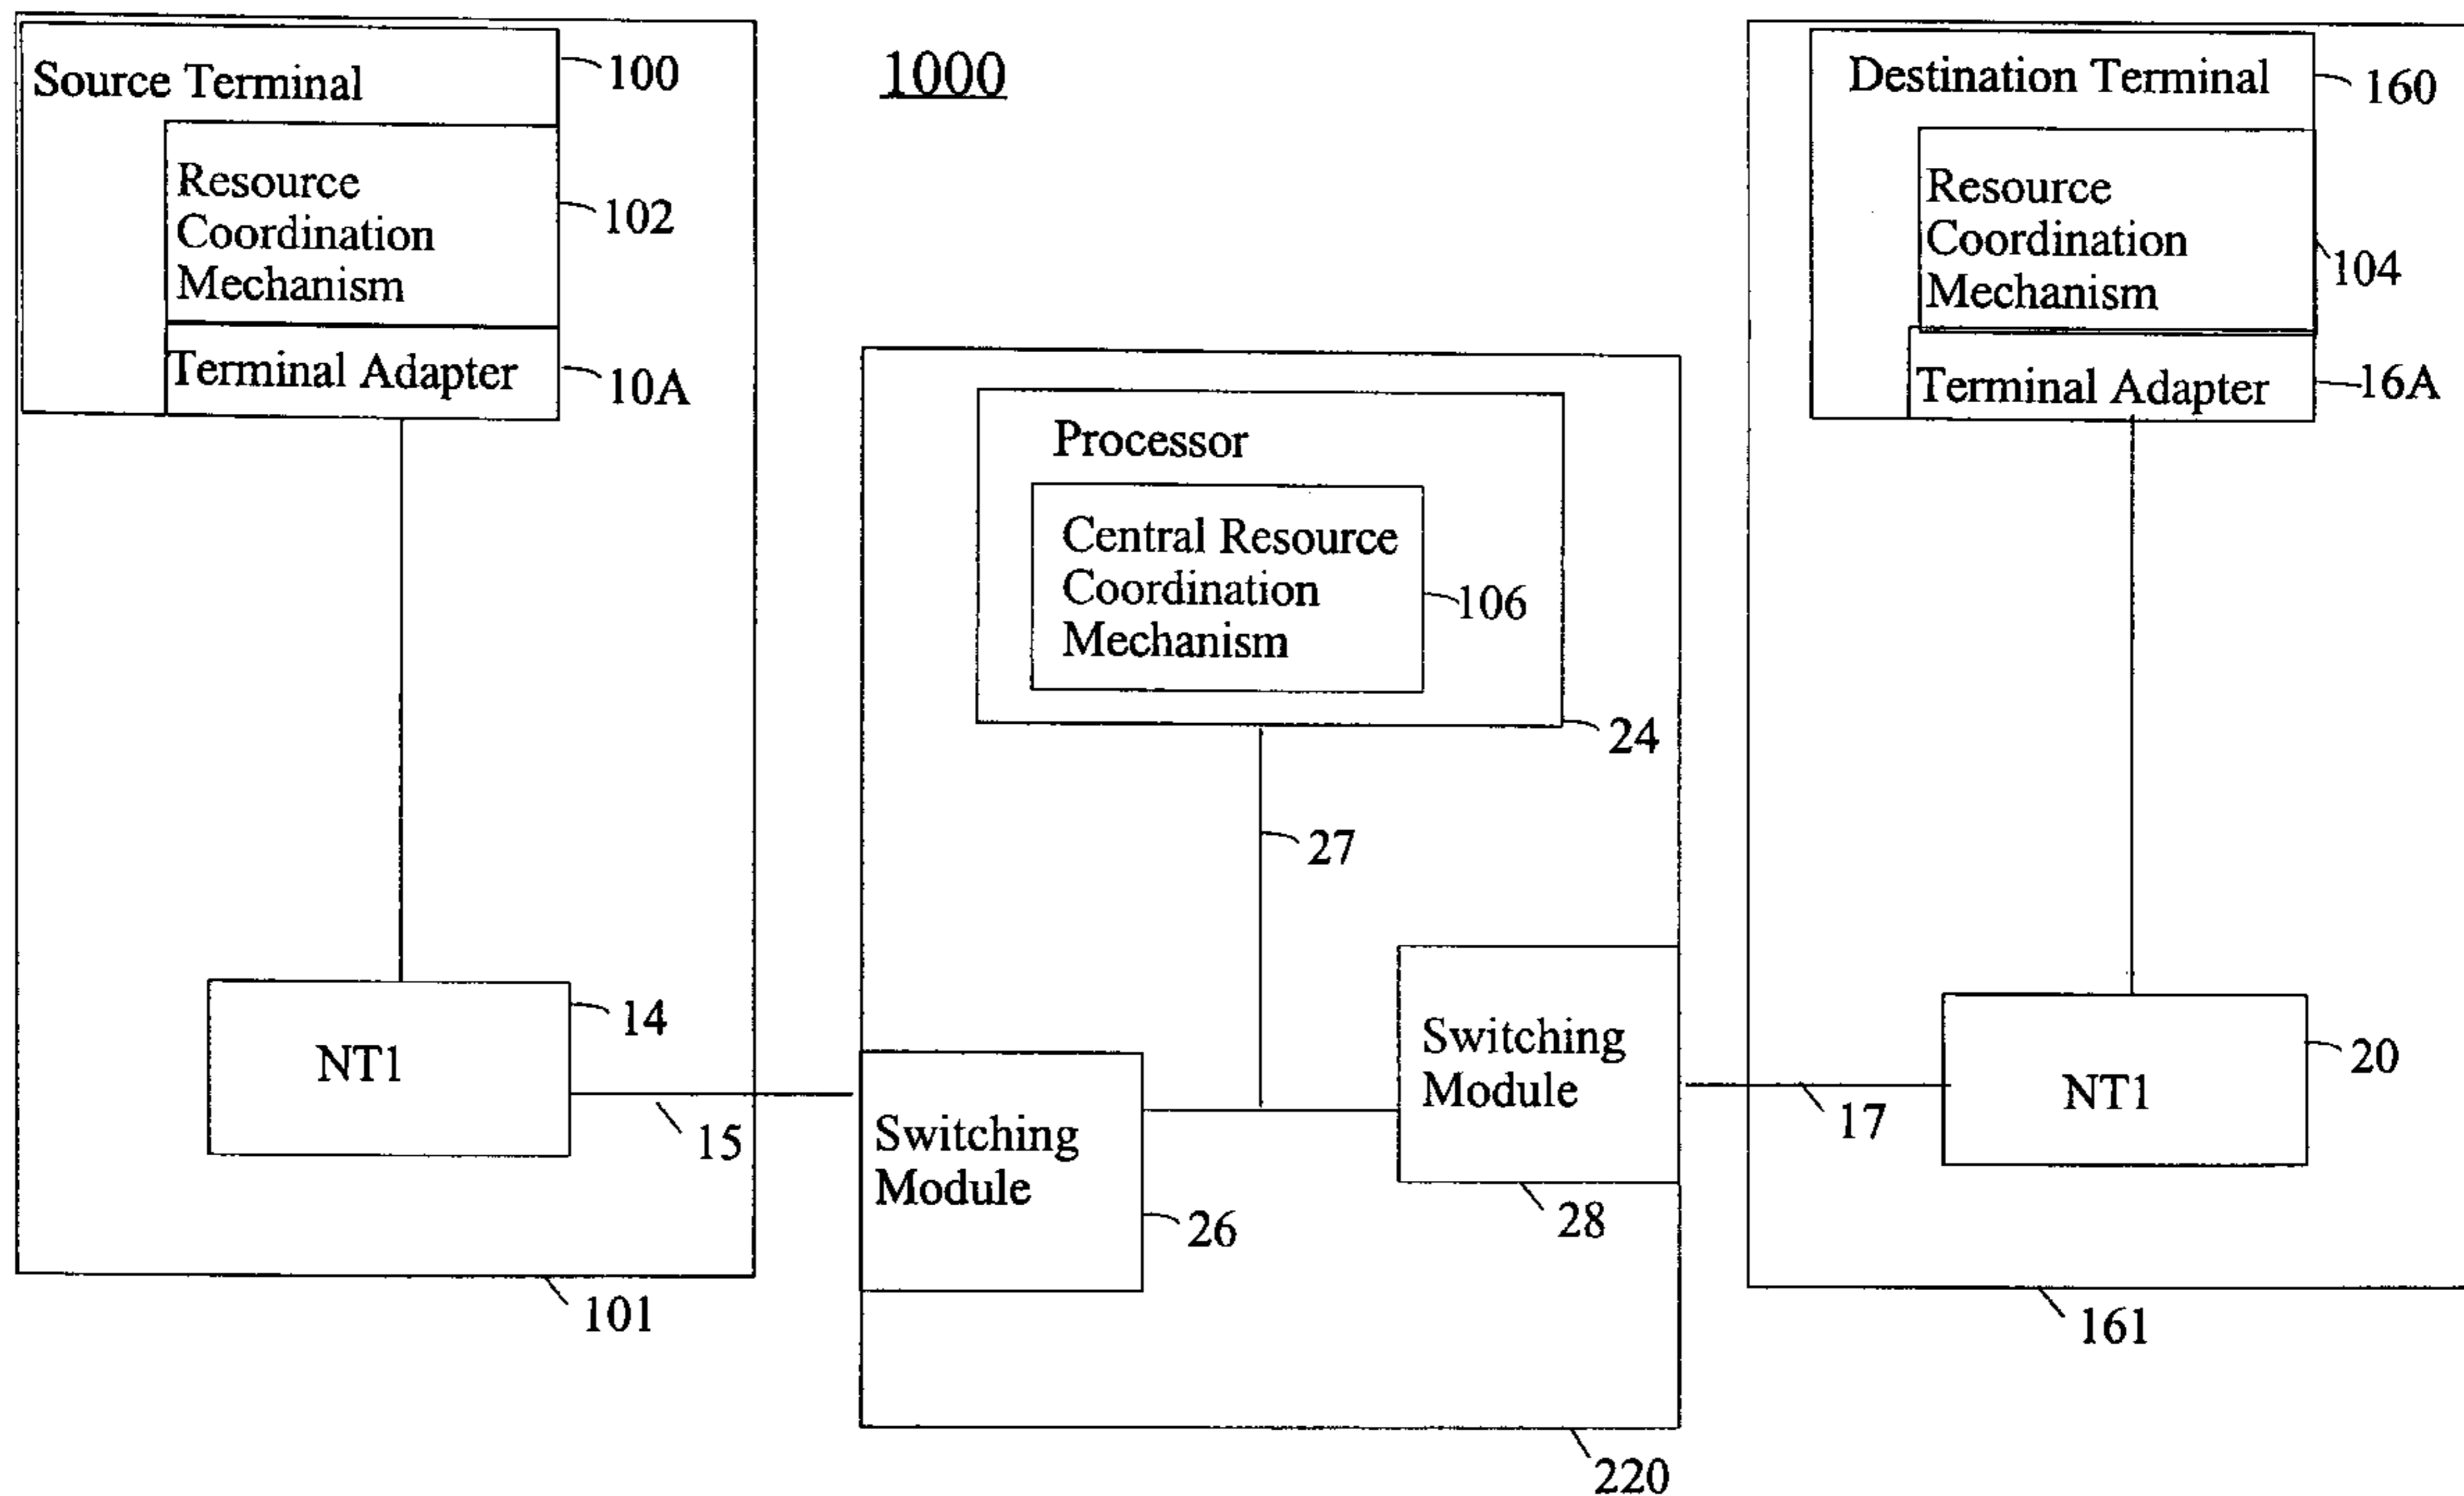 Source Terminal
100
Resource
Coordination
Mechanism
102
Terminal Adapter
10A
NT1
14
15
101
1000
Processor
Central Resource
Coordination
Mechanism
106
24
27
Switching
Module
26
Switching
Module
28
220
Destination Terminal
160
Resource
Coordination
Mechanism
104
Terminal Adapter
16A
17
NT1
20
161